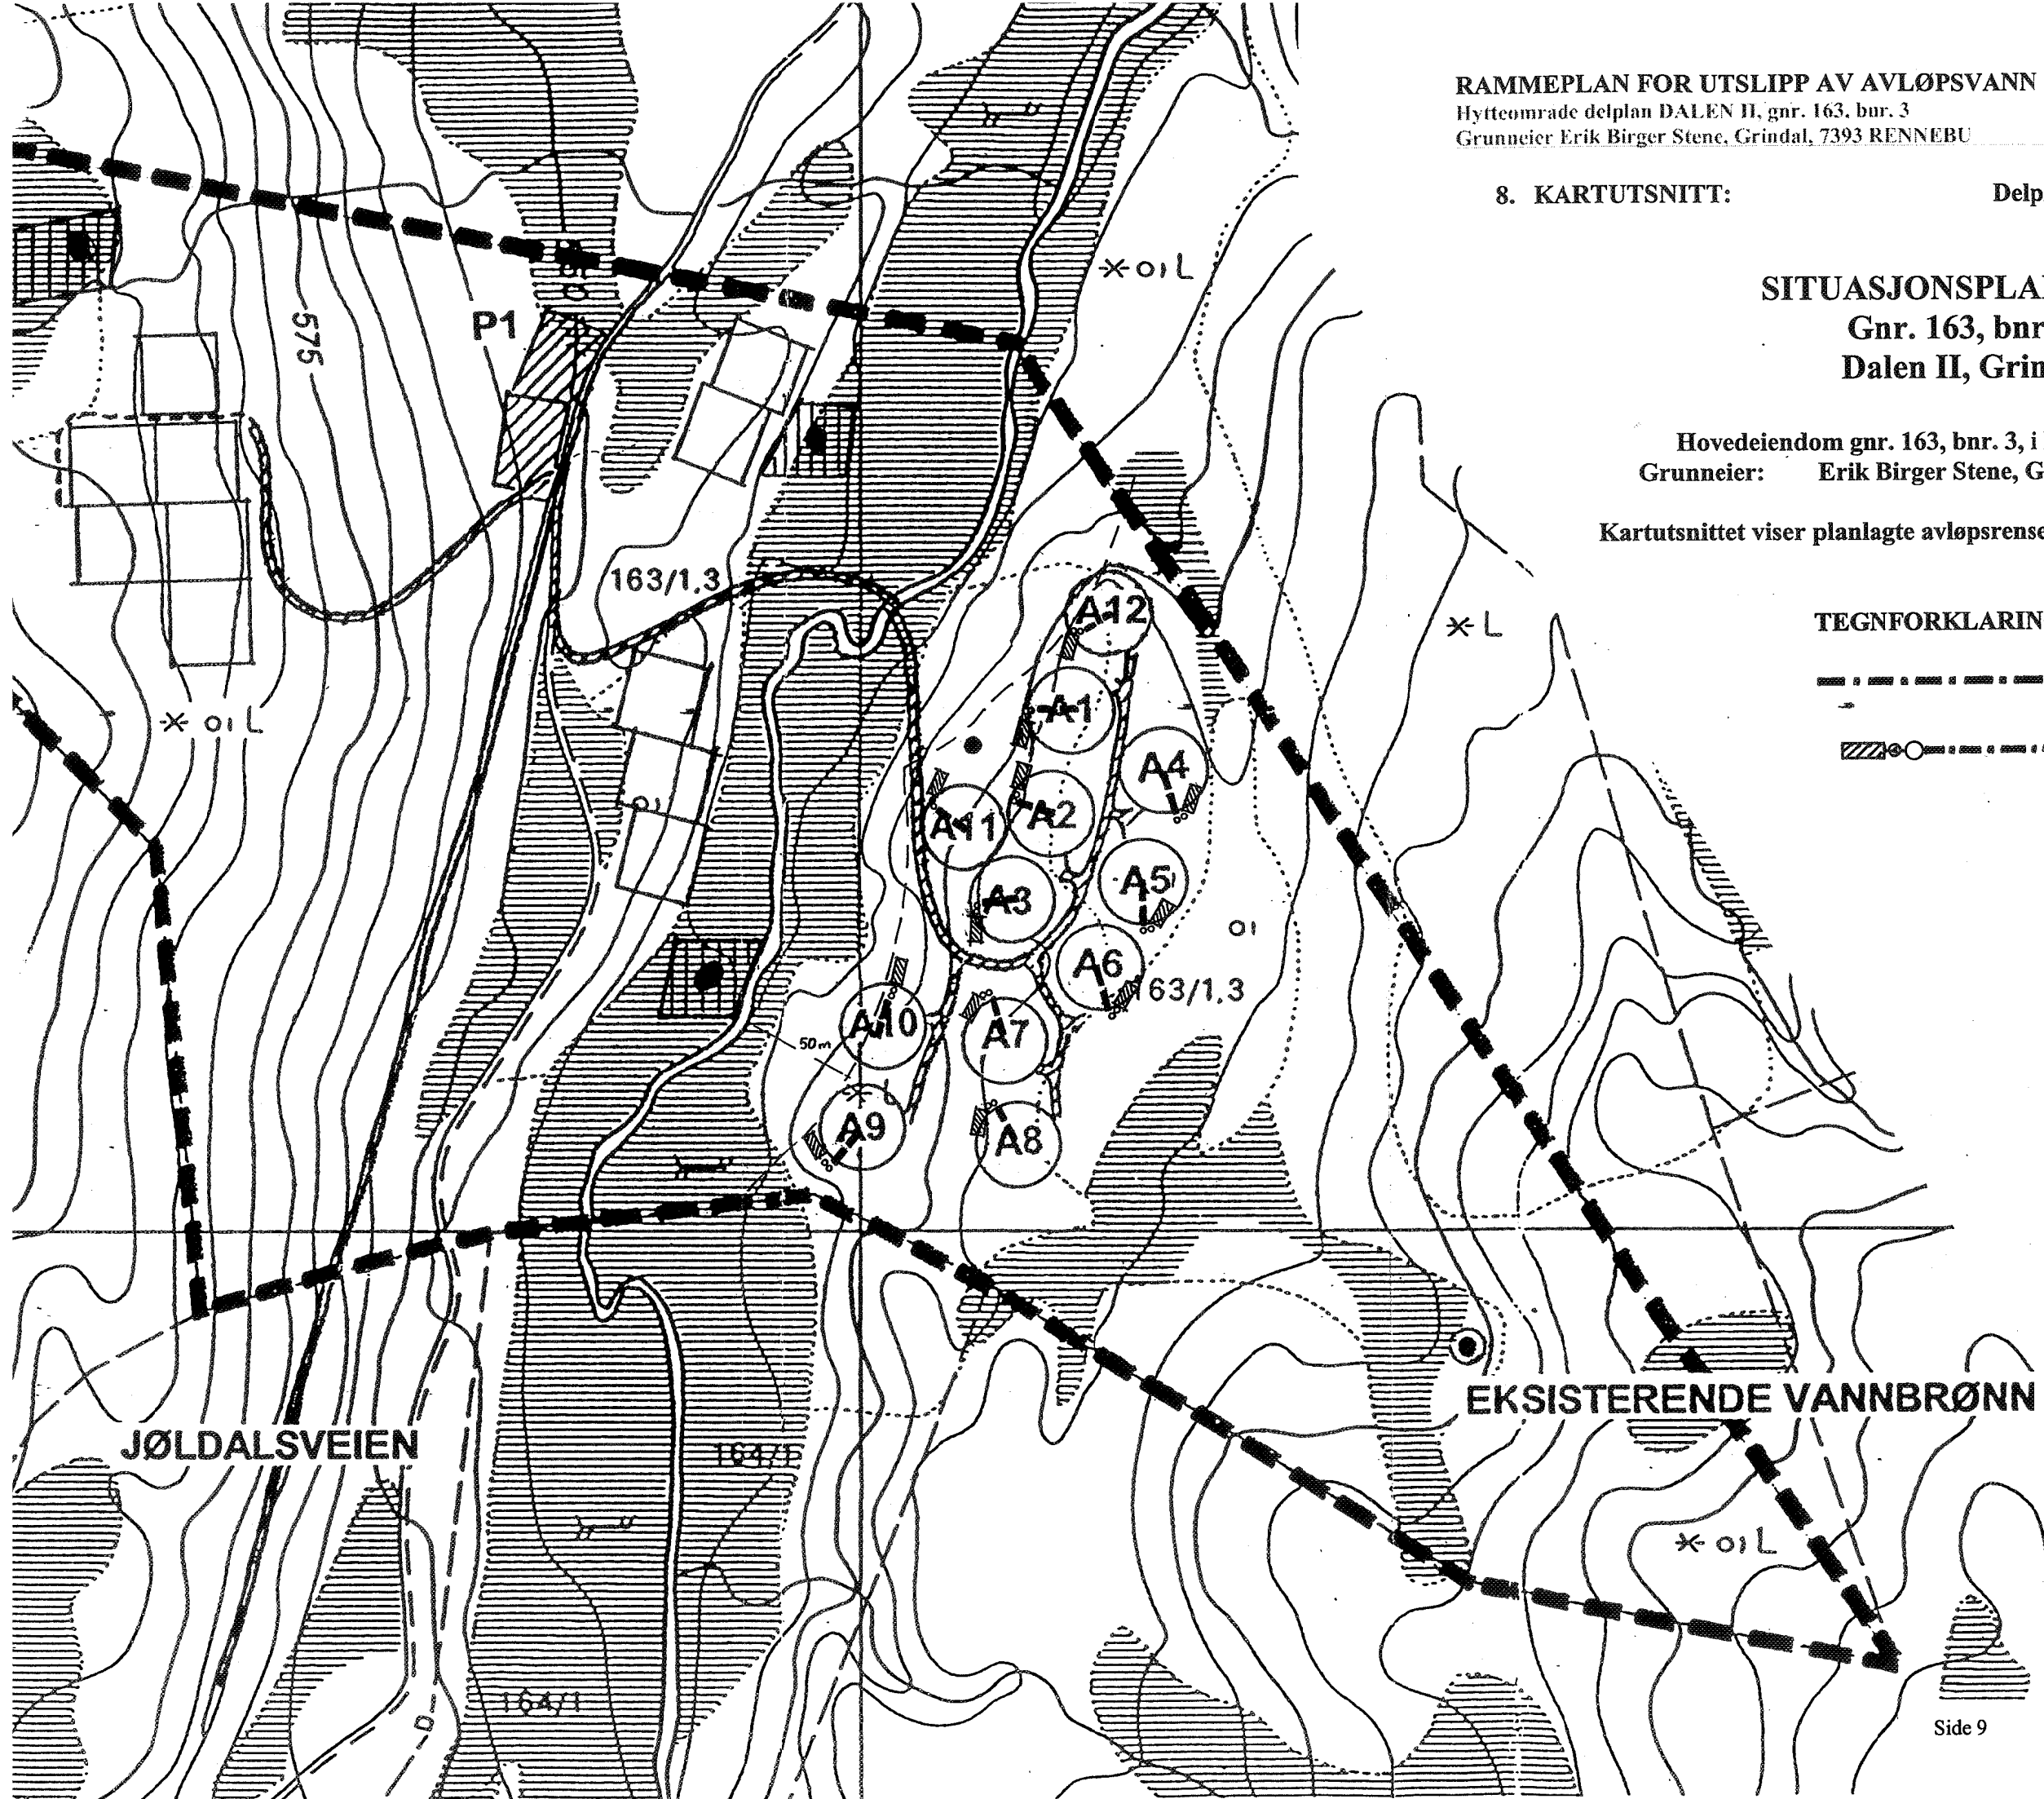 RAMMEPLAN FOR UTSLIPP AV AVLØPSVANN
Hytteområde delplan DALEN II, gnr. 163, bnr. 3
Grunneier Erik Birger Stene, Grindal, 7393 RENNEBU
8. KARTUTSNITT: Delp
SITUASJONSPLA
Gnr. 163, bnr
Dalen II, Grin
Hovedeiendom gnr. 163, bnr. 3, i
Grunneier: Erik Birger Stene, G
Kartutsnittet viser planlagte avløpsrense
TEGNFORKLARIN
P1
575
163/1,3
L
L
L
A12
A1
A4
A2
A11
A5
A3
A6
163/1,3
A10
A7
50m
A9
A8
EKSISTERENDE VANNBRØNN
JØLDALSVEIEN
164/1
L
164/1
D
Side 9